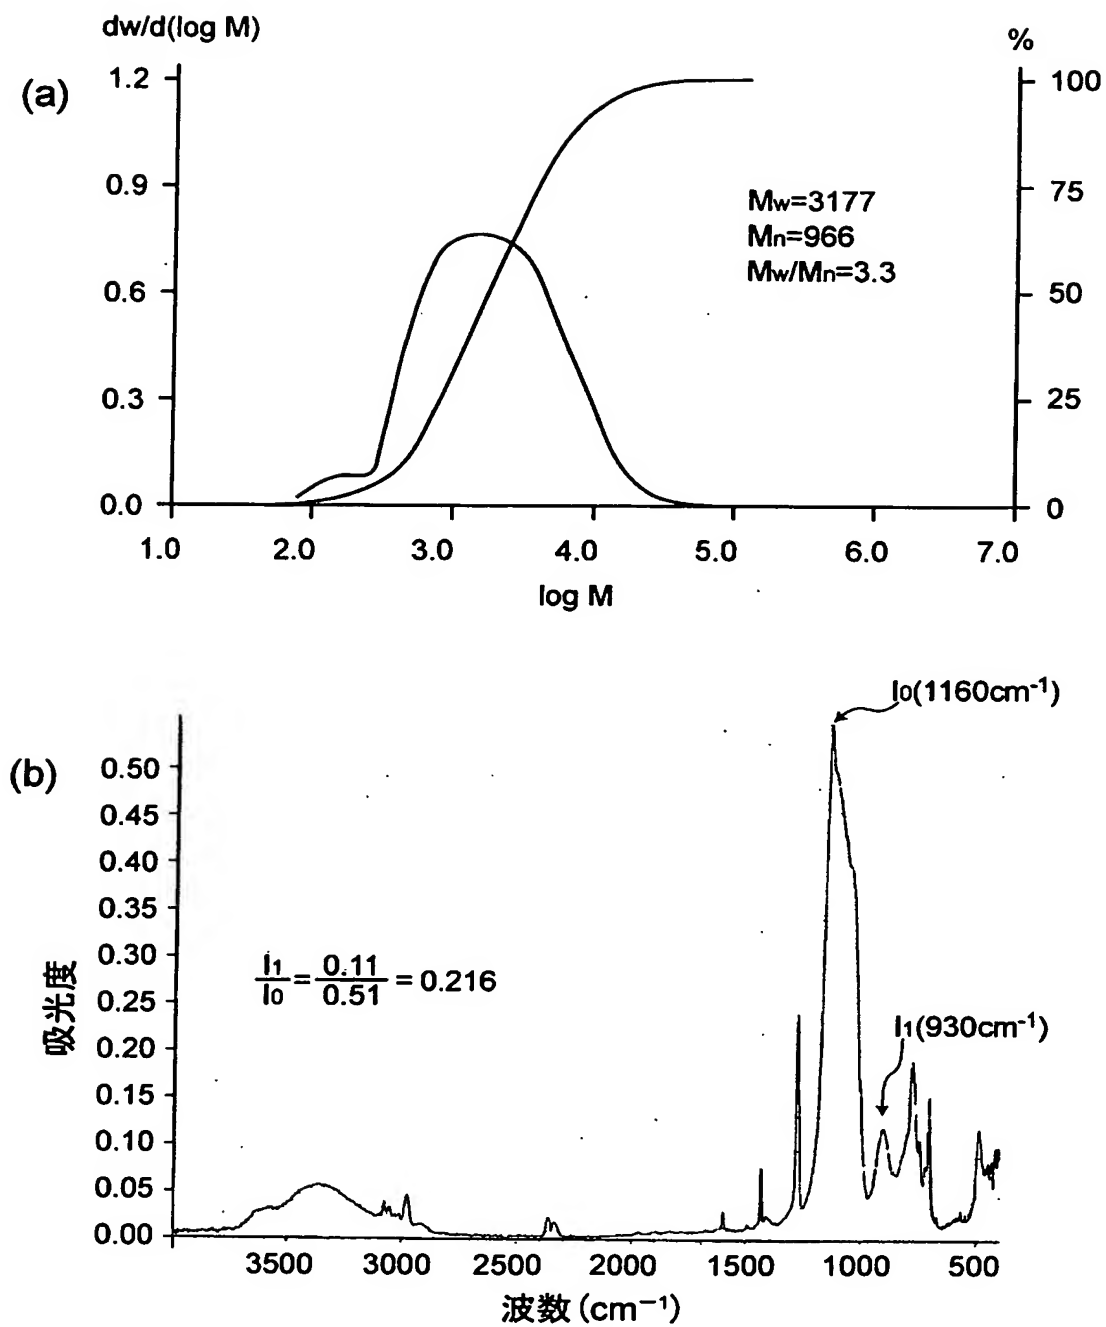 (a)
dw/d(log M)
%
1.2
0.9
0.6
0.3
0.0
100
75
50
25
0
Mw=3177
Mn=966
Mw/Mn=3.3
1.0 2.0 3.0 4.0 5.0 6.0 7.0
log M
(b)
I0(1160cm-1)
0.50
0.45
0.40
0.35
0.30
0.25
0.20
0.15
0.10
0.05
0.00
吸光度
I1/I0=0.11/0.51=0.216
I1(930cm-1)
3500 3000 2500 2000 1500 1000 500
波数(cm-1)